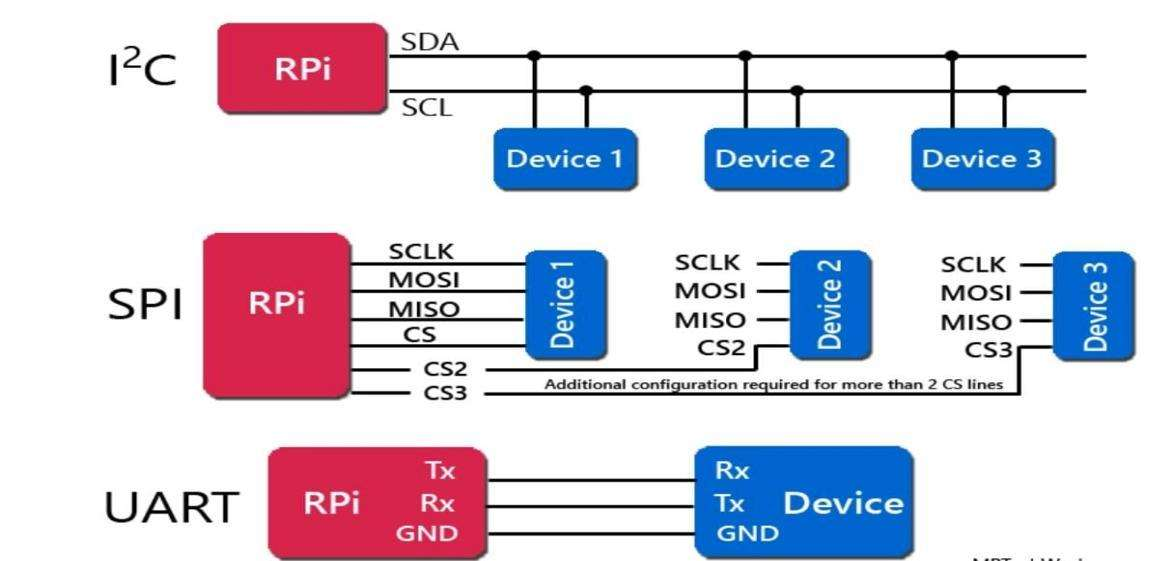 I²C
RPi
SDA
SCL
Device 1
Device 2
Device 3
SPI
RPi
SCLK
MOSI
MISO
CS
CS2
CS3
Device 1
SCLK
MOSI
MISO
CS2
Device 2
SCLK
MOSI
MISO
CS3
Device 3
Additional configuration required for more than 2 CS lines
UART
RPi
Tx
Rx
GND
Rx
Tx
GND
Device